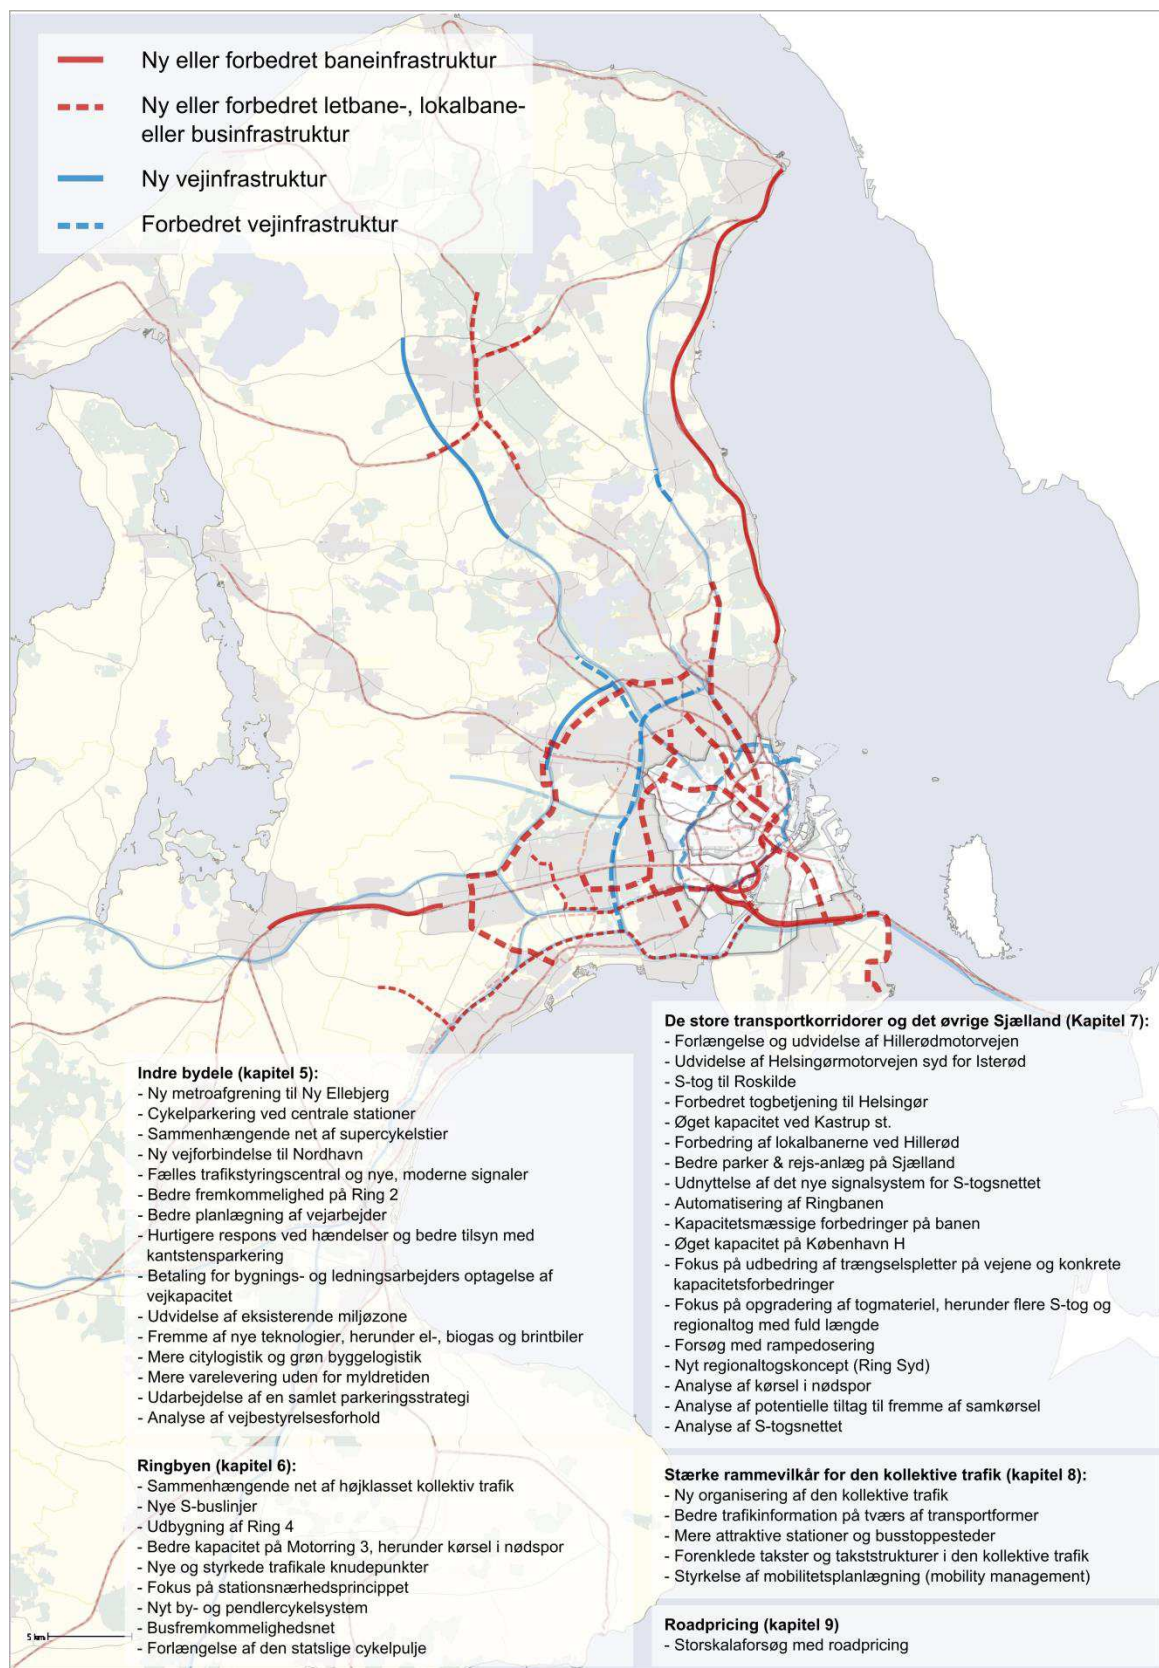 Ny eller forbedret baneinfrastruktur
Ny eller forbedret letbane-, lokalbane-
eller businfrastruktur
Ny vejinfrastruktur
Forbedret vejinfrastruktur
Indre bydele (kapitel 5):
- Ny metroafgrening til Ny Ellebjerg
- Cykelparkering ved centrale stationer
- Sammenhængende net af supercykelstier
- Ny vejforbindelse til Nordhavn
- Fælles trafikstyringscentral og nye, moderne signaler
- Bedre fremkommelighed på Ring 2
- Bedre planlægning af vejarbejder
- Hurtigere respons ved hændelser og bedre tilsyn med
kantstensparkering
- Betaling for bygnings- og ledningsarbejders optagelse af
vejkapacitet
- Udvidelse af eksisterende miljøzone
- Fremme af nye teknologier, herunder el-, biogas og brintbiler
- Mere citylogistik og grøn byggelogistik
- Mere varelevering uden for myldretiden
- Udarbejdelse af en samlet parkeringsstrategi
- Analyse af vejbestyrelsesforhold
Ringbyen (kapitel 6):
- Sammenhængende net af højklasset kollektiv trafik
- Nye S-buslinjer
- Udbygning af Ring 4
- Bedre kapacitet på Motorring 3, herunder kørsel i nødspor
- Nye og styrkede trafikale knudepunkter
- Fokus på stationsnærhedsprincippet
- Nyt by- og pendlercykelsystem
- Busfremkommelighedsnet
- Forlængelse af den statslige cykelpulje
5 km
De store transportkorridorer og det øvrige Sjælland (Kapitel 7):
- Forlængelse og udvidelse af Hillerødmotorvejen
- Udvidelse af Helsingørmotorvejen syd for Isterød
- S-tog til Roskilde
- Forbedret togbetjening til Helsingør
- Øget kapacitet ved Kastrup st.
- Forbedring af lokalbanerne ved Hillerød
- Bedre parker & rejs-anlæg på Sjælland
- Udnyttelse af det nye signalsystem for S-togsnettet
- Automatisering af Ringbanen
- Kapacitetsmæssige forbedringer på banen
- Øget kapacitet på København H
- Fokus på udbedring af trængselspletter på vejene og konkrete
kapacitetsforbedringer
- Fokus på opgradering af togmateriel, herunder flere S-tog og
regionaltog med fuld længde
- Forsøg med rampedosering
- Nyt regionaltogskoncept (Ring Syd)
- Analyse af kørsel i nødspor
- Analyse af potentielle tiltag til fremme af samkørsel
- Analyse af S-togsnettet
Stærke rammevilkår for den kollektive trafik (kapitel 8):
- Ny organisering af den kollektive trafik
- Bedre trafikinformation på tværs af transportformer
- Mere attraktive stationer og busstoppesteder
- Forenklede takster og takststrukturer i den kollektive trafik
- Styrkelse af mobilitetsplanlægning (mobility management)
Roadpricing (kapitel 9)
- Storskalaforsøg med roadpricing